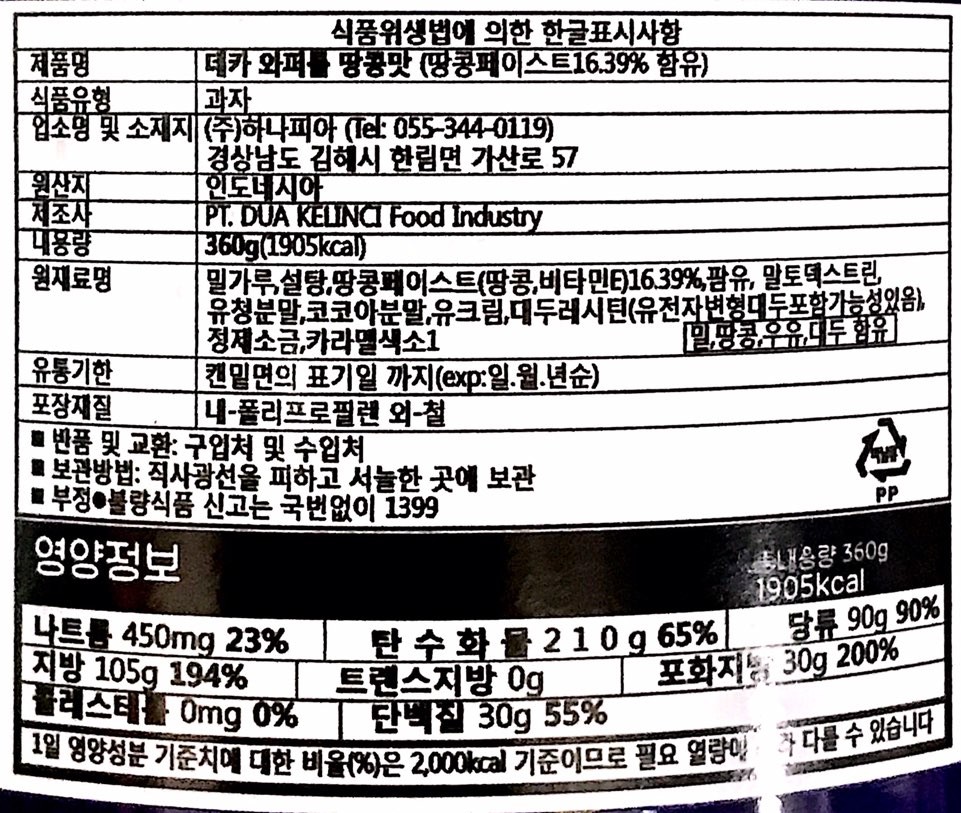 식품위생법에 의한 한글표시사항
제품명 데카 와퍼롤 땅콩맛 (땅콩페이스트16.39% 함유)
식품유형 과자
업소명 및 소재지 (주)하나피아 (Tel: 055-344-0119)
경상남도 김해시 한림면 가산로 57
원산지 인도네시아
제조사 PT. DUA KELINCI Food Industry
내용량 360g(1905kcal)
원재료명 밀가루,설탕,땅콩페이스트(땅콩,비타민E)16.39%,팜유, 말토덱스트린,
유청분말,코코아분말,유크림,대두레시틴(유전자변형대두포함가능성있음),
정제소금,카라멜색소1 밀,땅콩,우유,대두 함유
유통기한 캔밑면의 표기일 까지(exp:일.월.년순)
포장재질 내-폴리프로필렌 외-철
■ 반품 및 교환: 구입처 및 수입처
■ 보관방법: 직사광선을 피하고 서늘한 곳에 보관
■ 부정●불량식품 신고는 국번없이 1399
PP
영양정보 총내용량 360g
1905kcal
나트륨 450mg 23% 탄 수 화 물 2 1 0 g 65% 당류 90g 90%
지방 105g 194% 트랜스지방 0g 포화지방 30g 200%
콜레스테롤 0mg 0% 단백질 30g 55%
1일 영양성분 기준치에 대한 비율(%)은 2,000kcal 기준이므로 필요 열량에 다를 수 있습니다